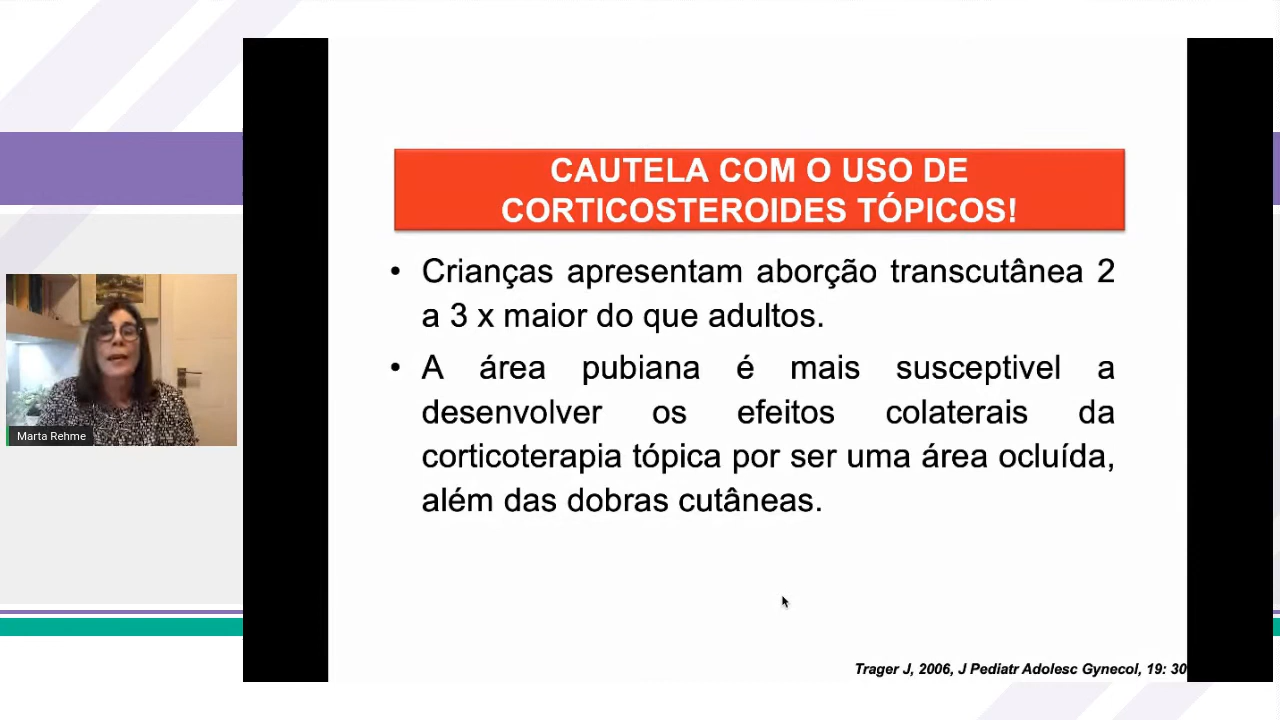 CAUTELA COM O USO DE
CORTICOSTEROIDES TÓPICOS!
• Crianças apresentam aborção transcutânea 2
a 3 x maior do que adultos.
• A área pubiana é mais susceptivel a
desenvolver os efeitos colaterais da
corticoterapia tópica por ser uma área ocluída,
além das dobras cutâneas.
Marta Rehme
Trager J, 2006, J Pediatr Adolesc Gynecol, 19: 30